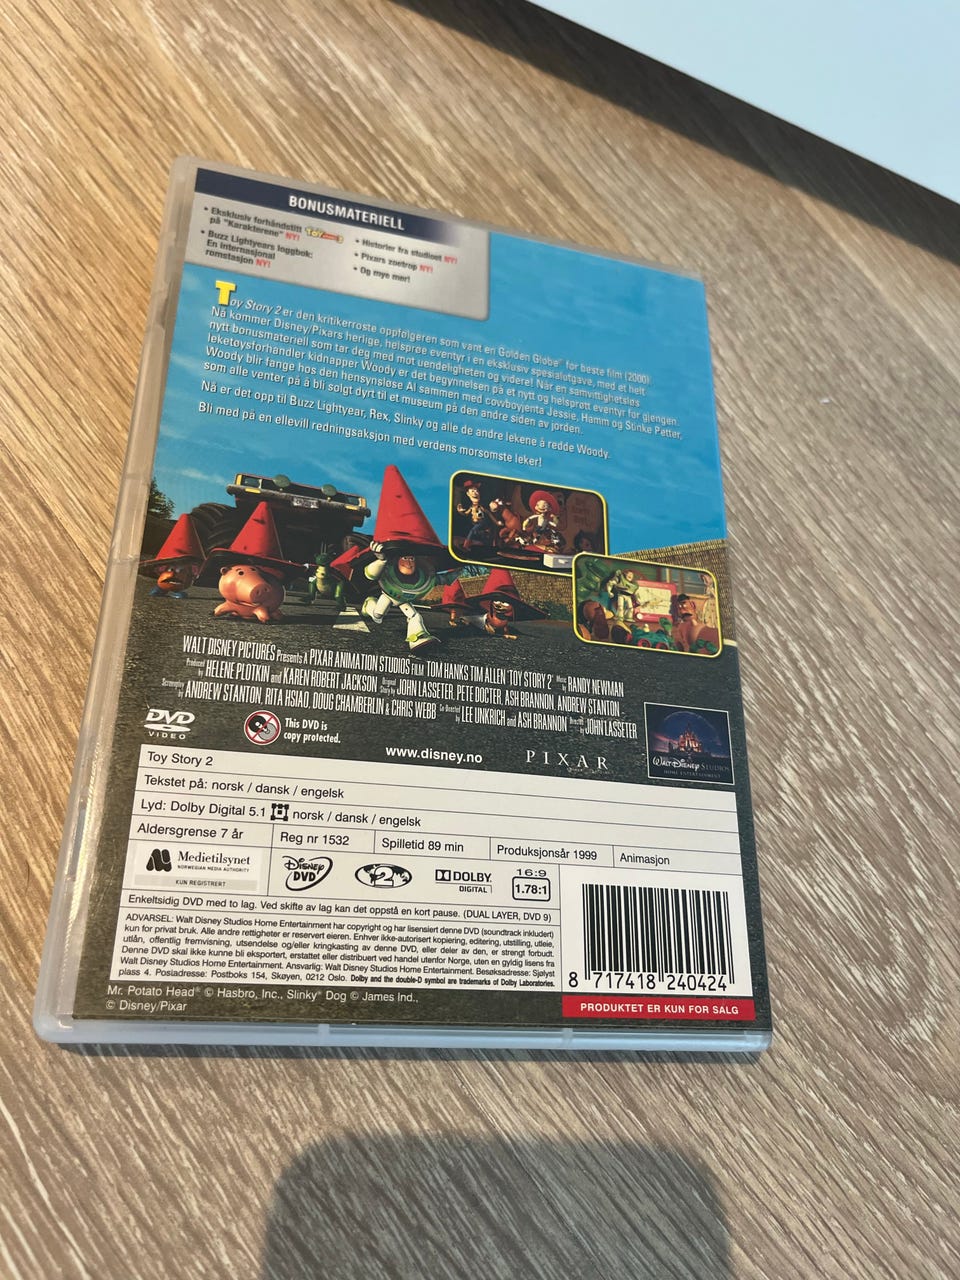 BONUSMATERIELL
• Eksklusiv forhåndstitt
på "Karakterene" NY!
• Buzz Lightyears loggbok:
En internasjonal
romstasjon NY!
• Historier fra studioet NY!
• Pixars zoetrop NY!
• Og mye mer!
Toy Story 2 er den kritikerroste oppfølgeren som vant en Golden Globe® for beste film (2000)
Nå kommer Disney/Pixars herlige, helsprøe eventyr i en eksklusiv spesialutgave, med et helt
nytt bonusmateriell som tar deg med mot uendeligheten og videre! Når en samvittighetsløs
leketøysforhandler kidnapper Woody er det begynnelsen på et nytt og helsprøtt eventyr for gjengen.
Woody blir fange hos den hensynsløse Al sammen med cowboyjenta Jessie, Hamm og Stinke Petter,
som alle venter på å bli solgt dyrt til et museum på den andre siden av jorden.
Nå er det opp til Buzz Lightyear, Rex, Slinky og alle de andre lekene å redde Woody.
Bli med på en ellevill redningsaksjon med verdens morsomste leker!
WALT DISNEY PICTURES Presents A PIXAR ANIMATION STUDIOS FILM TOM HANKS TIM ALLEN 'TOY STORY 2' Music by RANDY NEWMAN
Produced by HELENE PLOTKIN and KAREN ROBERT JACKSON Original Story by JOHN LASSETER, PETE DOCTER, ASH BRANNON, ANDREW STANTON
Screenplay by ANDREW STANTON, RITA HSIAO, DOUG CHAMBERLIN & CHRIS WEBB Co-Directed by LEE UNKRICH and ASH BRANNON Directed by JOHN LASSETER
DVD
VIDEO
This DVD is
copy protected.
www.disney.no
PIXAR
WALT DISNEY STUDIOS
HOME ENTERTAINMENT
Toy Story 2
Tekstet på: norsk / dansk / engelsk
Lyd: Dolby Digital 5.1 norsk / dansk / engelsk
Aldersgrense 7 år
Reg nr 1532
Spilletid 89 min
Produksjonsår 1999
Animasjon
Medietilsynet
NORWEGIAN MEDIA AUTHORITY
KUN REGISTRERT
Disney
DVD
2
DOLBY
DIGITAL
16:9
1.78:1
Enkeltsidig DVD med to lag. Ved skifte av lag kan det oppstå en kort pause. (DUAL LAYER, DVD 9)
ADVARSEL: Walt Disney Studios Home Entertainment har copyright og har lisensiert denne DVD (soundtrack inkludert)
kun for privat bruk. Alle andre rettigheter er reservert eieren. Enhver ikke-autorisert kopiering, editering, utstilling, utleie,
utlån, offentlig fremvisning, utsendelse og/eller kringkasting av denne DVD, eller deler av den, er strengt forbudt.
Denne DVD skal ikke kunne bli eksportert, erstattet eller distribuert ved handel utenfor Norge, uten en gyldig lisens fra
Walt Disney Studios Home Entertainment. Ansvarlig: Walt Disney Studios Home Entertainment. Besøksadresse: Sjølyst
plass 4. Posiadresse: Postboks 154, Skøyen, 0212 Oslo. Dolby and the double-D symbol are trademarks of Dolby Laboratories.
Mr. Potato Head® © Hasbro, Inc., Slinky® Dog © James Ind.,
© Disney/Pixar
8 717418 240424
PRODUKTET ER KUN FOR SALG